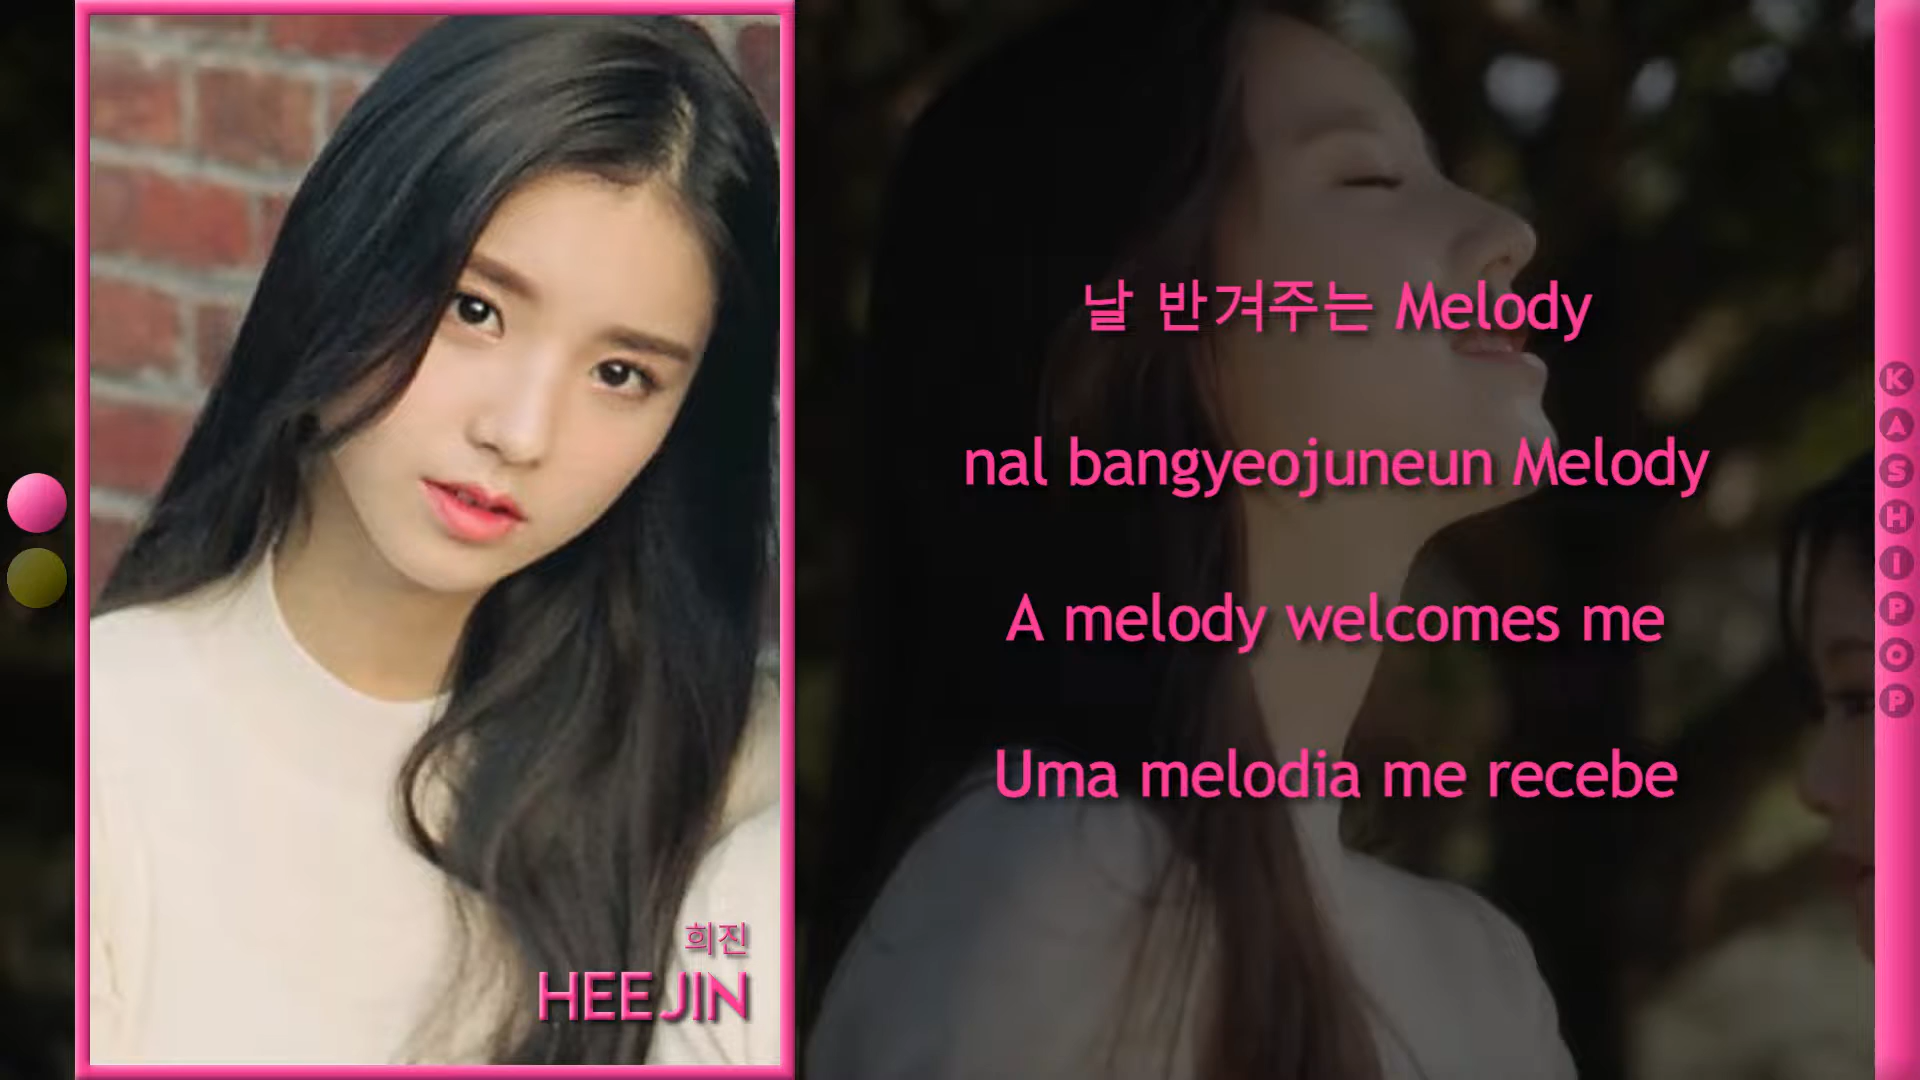 희진
HEEJIN
날 반겨주는 Melody
nal bangyeojuneun Melody
A melody welcomes me
Uma melodia me recebe
KASHIPOP